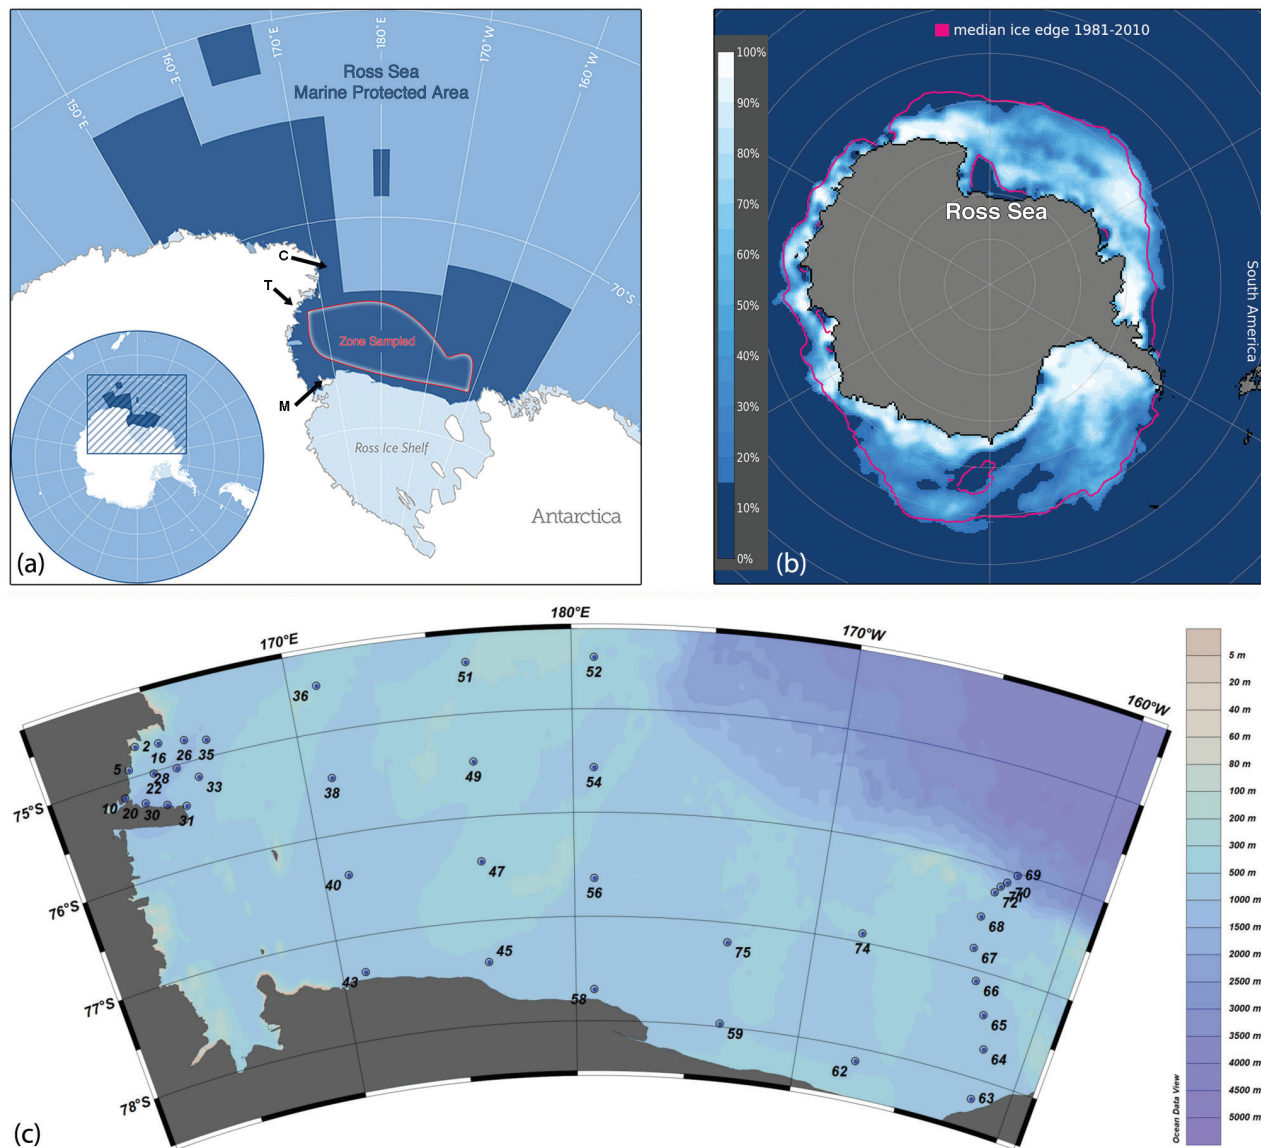 150°E
160°E
170°E
180°E
170°W
160°W
Ross Sea
Marine Protected Area
C
T
70°S
Zone Sampled
M
Ross Ice Shelf
Antarctica
(a)
median ice edge 1981-2010
100%
90%
80%
70%
60%
50%
40%
30%
20%
10%
0%
Ross Sea
South America
(b)
170°E
180°E
170°W
160°W
75°S
76°S
77°S
78°S
51
52
36
2
16
26
35
5
28
22
33
10
20
30
31
38
49
54
40
47
56
69
70
71
72
68
74
75
67
43
45
58
66
65
59
64
62
63
5 m
20 m
40 m
60 m
80 m
100 m
200 m
300 m
500 m
1000 m
1500 m
2000 m
2500 m
3000 m
3500 m
4000 m
4500 m
5000 m
Ocean Data View
(c)